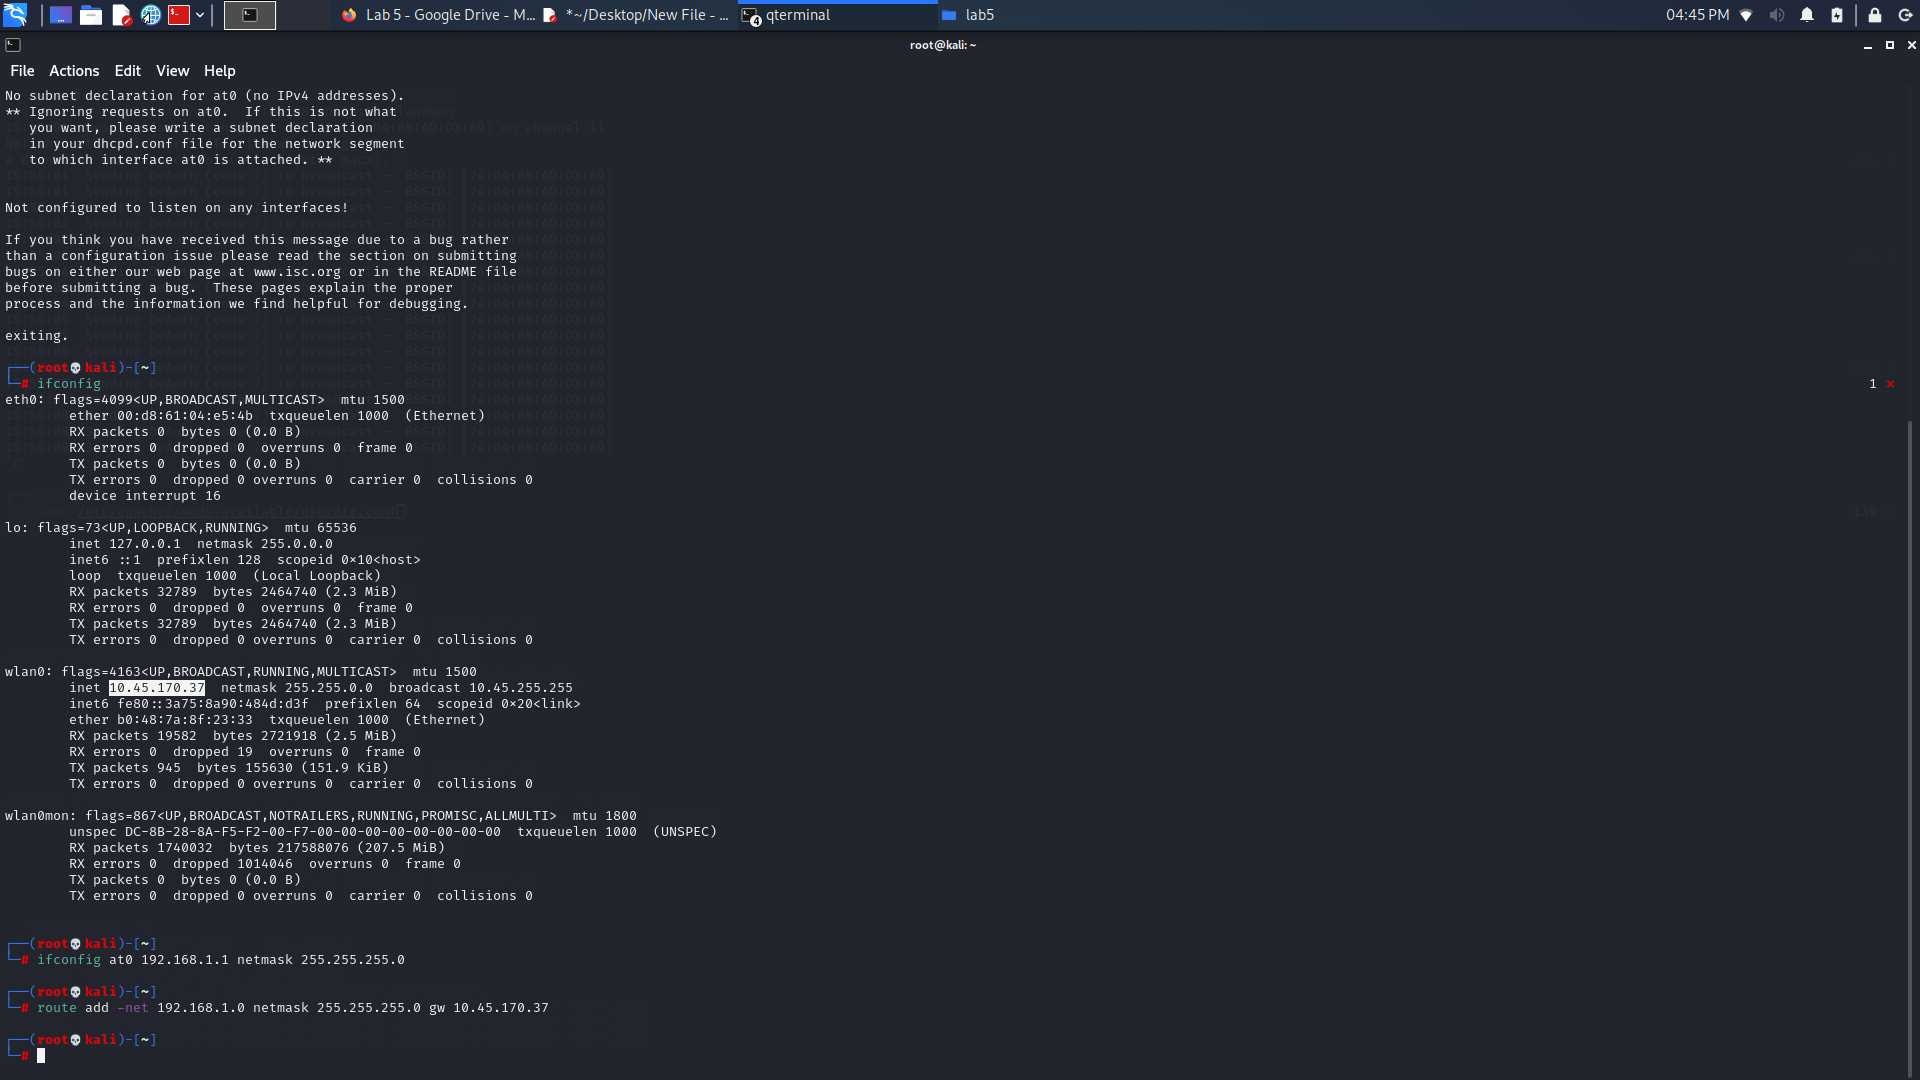 Lab 5 - Google Drive - M...
*~/Desktop/New File - ...
4
qterminal
lab5
04:45 PM
root@kali: ~
File Actions Edit View Help
No subnet declaration for at0 (no IPv4 addresses).
** Ignoring requests on at0.  If this is not what
   you want, please write a subnet declaration
   in your dhcpd.conf file for the network segment
   to which interface at0 is attached. **
Not configured to listen on any interfaces!
If you think you have received this message due to a bug rather
than a configuration issue please read the section on submitting
bugs on either our web page at www.isc.org or in the README file
before submitting a bug.  These pages explain the proper
process and the information we find helpful for debugging.
exiting.
┌──(root💀kali)-[~]
└─# ifconfig
1 ⨯
eth0: flags=4099<UP,BROADCAST,MULTICAST>  mtu 1500
        ether 00:d8:61:04:e5:4b  txqueuelen 1000  (Ethernet)
        RX packets 0  bytes 0 (0.0 B)
        RX errors 0  dropped 0  overruns 0  frame 0
        TX packets 0  bytes 0 (0.0 B)
        TX errors 0  dropped 0 overruns 0  carrier 0  collisions 0
        device interrupt 16
/etc/apache2/mods-available/userdir.conf
130
lo: flags=73<UP,LOOPBACK,RUNNING>  mtu 65536
        inet 127.0.0.1  netmask 255.0.0.0
        inet6 ::1  prefixlen 128  scopeid 0×10<host>
        loop  txqueuelen 1000  (Local Loopback)
        RX packets 32789  bytes 2464740 (2.3 MiB)
        RX errors 0  dropped 0  overruns 0  frame 0
        TX packets 32789  bytes 2464740 (2.3 MiB)
        TX errors 0  dropped 0 overruns 0  carrier 0  collisions 0
wlan0: flags=4163<UP,BROADCAST,RUNNING,MULTICAST>  mtu 1500
        inet 10.45.170.37  netmask 255.255.0.0  broadcast 10.45.255.255
        inet6 fe80::3a75:8a90:484d:d3f  prefixlen 64  scopeid 0×20<link>
        ether b0:48:7a:8f:23:33  txqueuelen 1000  (Ethernet)
        RX packets 19582  bytes 2721918 (2.5 MiB)
        RX errors 0  dropped 19  overruns 0  frame 0
        TX packets 945  bytes 155630 (151.9 KiB)
        TX errors 0  dropped 0 overruns 0  carrier 0  collisions 0
wlan0mon: flags=867<UP,BROADCAST,NOTRAILERS,RUNNING,PROMISC,ALLMULTI>  mtu 1800
        unspec DC-8B-28-8A-F5-F2-00-F7-00-00-00-00-00-00-00-00  txqueuelen 1000  (UNSPEC)
        RX packets 1740032  bytes 217588076 (207.5 MiB)
        RX errors 0  dropped 1014046  overruns 0  frame 0
        TX packets 0  bytes 0 (0.0 B)
        TX errors 0  dropped 0 overruns 0  carrier 0  collisions 0
┌──(root💀kali)-[~]
└─# ifconfig at0 192.168.1.1 netmask 255.255.255.0
┌──(root💀kali)-[~]
└─# route add -net 192.168.1.0 netmask 255.255.255.0 gw 10.45.170.37
┌──(root💀kali)-[~]
└─#